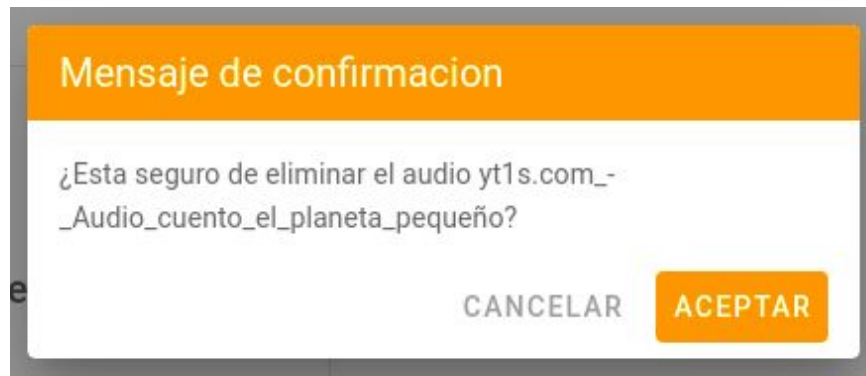 Mensaje de confirmacion
¿Esta seguro de eliminar el audio yt1s.com_-
_Audio_cuento_el_planeta_pequeño?
e
CANCELAR ACEPTAR